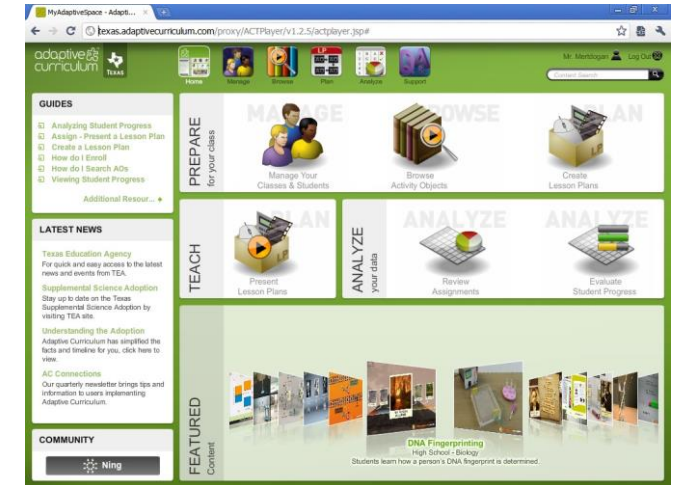 MyAdaptiveSpace - Adapti...
texas.adaptivecurriculum.com/proxy/ACTPlayer/v1.2.5/actplayer.jsp#
adaptive
curriculum
TEXAS
Home
Manage
Browse
Plan
Analyze
Support
Mr. Mertdogan
Log Out
Content Search
GUIDES
Analyzing Student Progress
Assign - Present a Lesson Plan
Create a Lesson Plan
How do I Enroll
How do I Search AOs
Viewing Student Progress
Additional Resour...
LATEST NEWS
Texas Education Agency
For quick and easy access to the latest
news and events from TEA.
Supplemental Science Adoption
Stay up to date on the Texas
Supplemental Science Adoption by
visiting TEA site.
Understanding the Adoption
Adaptive Curriculum has simplified the
facts and timeline for you, click here to
view.
AC Connections
Our quarterly newsletter brings tips and
information to users implementing
Adaptive Curriculum.
COMMUNITY
Ning
PREPARE
for your class
MANAGE
Manage Your
Classes & Students
BROWSE
Browse
Activity Objects
PLAN
Create
Lesson Plans
TEACH
PLAN
Present
Lesson Plans
ANALYZE
your data
ANALYZE
Review
Assignments
ANALYZE
Evaluate
Student Progress
FEATURED
Content
DNA Fingerprinting
High School - Biology
Students learn how a person's DNA fingerprint is determined.